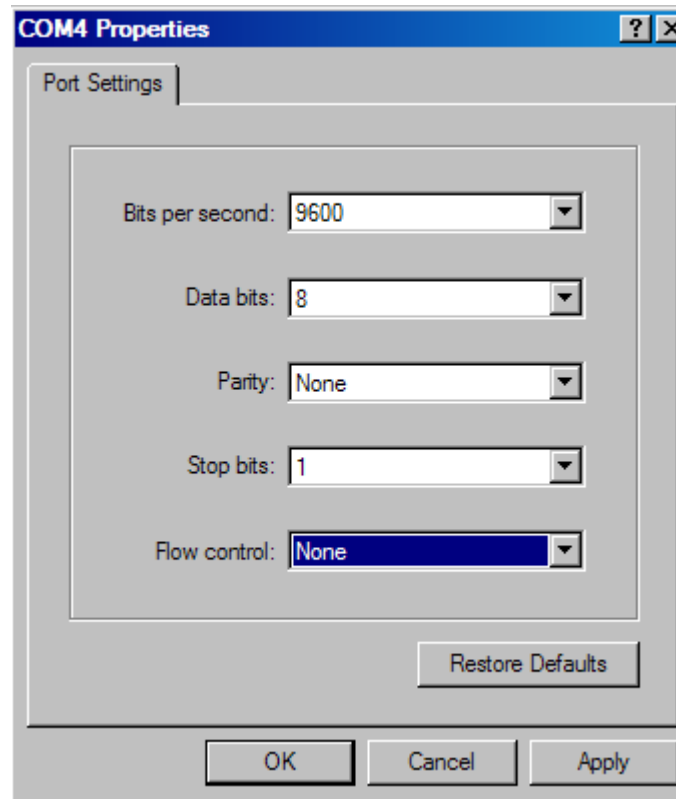 COM4 Properties
Port Settings
Bits per second: 9600
Data bits: 8
Parity: None
Stop bits: 1
Flow control: None
Restore Defaults
OK Cancel Apply